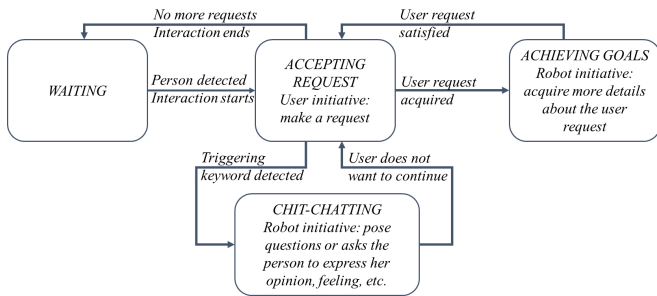 No more requests
Interaction ends
User request
satisfied
WAITING
Person detected
Interaction starts
ACCEPTING
REQUEST
User initiative:
make a request
User request
acquired
ACHIEVING GOALS
Robot initiative:
acquire more details
about the user
request
Triggering
keyword detected
User does not
want to continue
CHIT-CHATTING
Robot initiative: pose
questions or asks the
person to express her
opinion, feeling, etc.